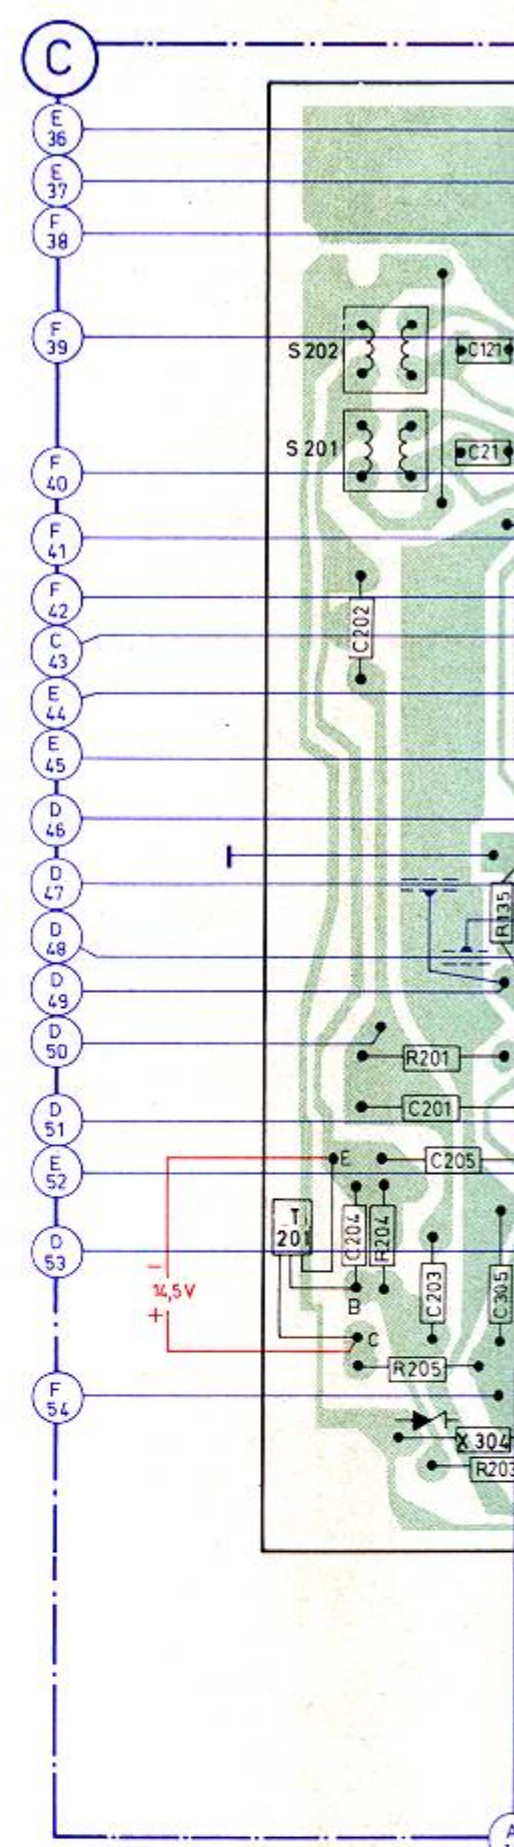 C
E
36
E
37
F
38
F
39
S 202
C121
S 201
C21
F
40
F
41
F
42
C202
C
43
E
44
E
45
D
46
D
47
R135
D
48
D
49
D
50
R201
C201
D
51
E
C205
E
52
T
201
C204
R204
D
53
−
14,5V
+
C203
C305
B
C
R205
F
54
X 304
R203
A